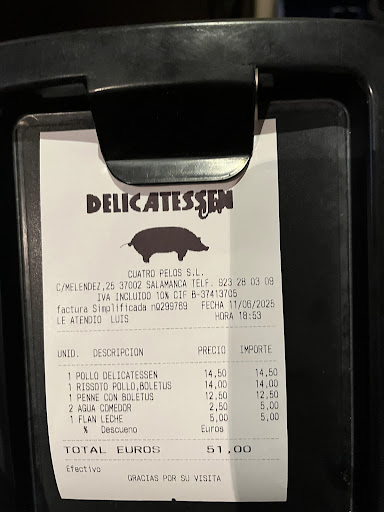 DELICATESSEN
CUATRO PELOS S.L.
C/MELENDEZ,25 37002 SALAMANCA TELF. 923 28 03 09
IVA INCLUIDO 10% CIF B-37413705
factura Simplificada nº299769 FECHA 11/06/2025
LE ATENDIO LUIS HORA 18:53
UNID. DESCRIPCION PRECIO IMPORTE
1 POLLO DELICATESSEN 14,50 14,50
1 RISSOTO POLLO,BOLETUS 14,00 14,00
1 PENNE CON BOLETUS 12,50 12,50
2 AGUA COMEDOR 2,50 5,00
1 FLAN LECHE 5,00 5,00
% Descueno Euros
TOTAL EUROS 51,00
Efectivo
GRACIAS POR SU VISITA